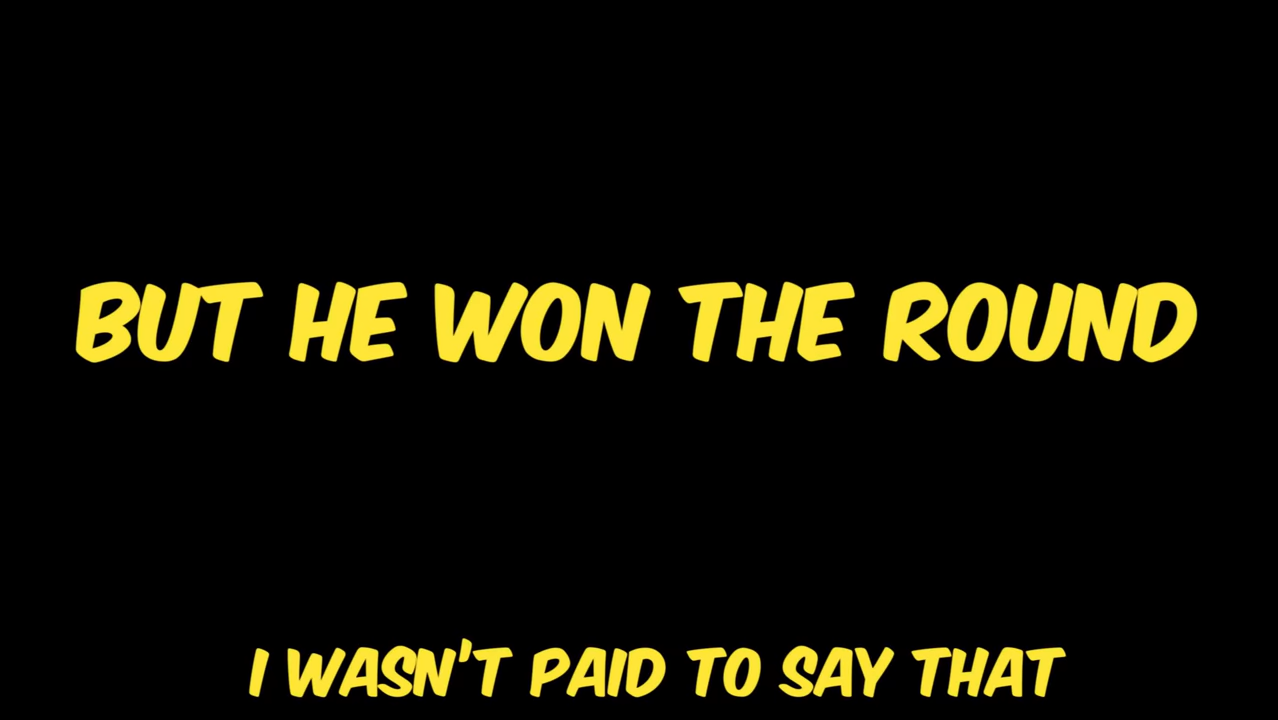 BUT HE WON THE ROUND
I WASN'T PAID TO SAY THAT